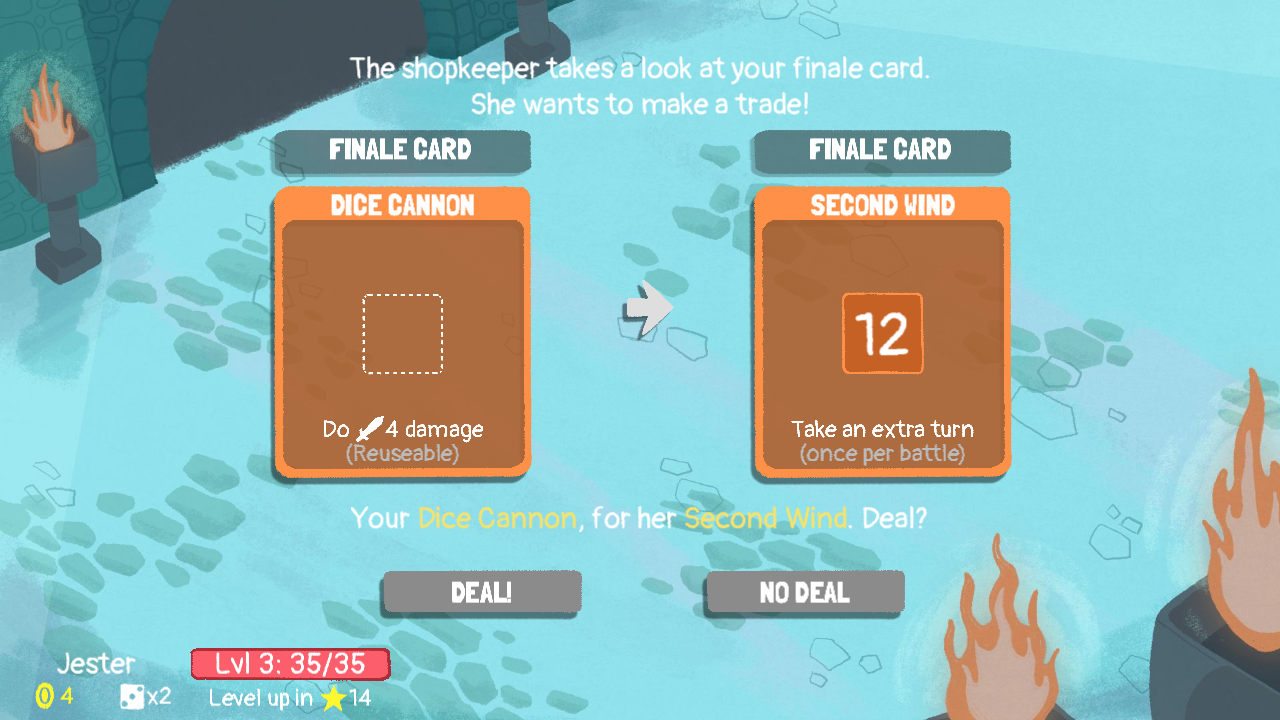 The shopkeeper takes a look at your finale card.
She wants to make a trade!
FINALE CARD
FINALE CARD
DICE CANNON
SECOND WIND
12
Do 4 damage
(Reuseable)
Take an extra turn
(once per battle)
Your Dice Cannon, for her Second Wind. Deal?
DEAL!
NO DEAL
Jester
Lvl 3: 35/35
4
x2
Level up in 14